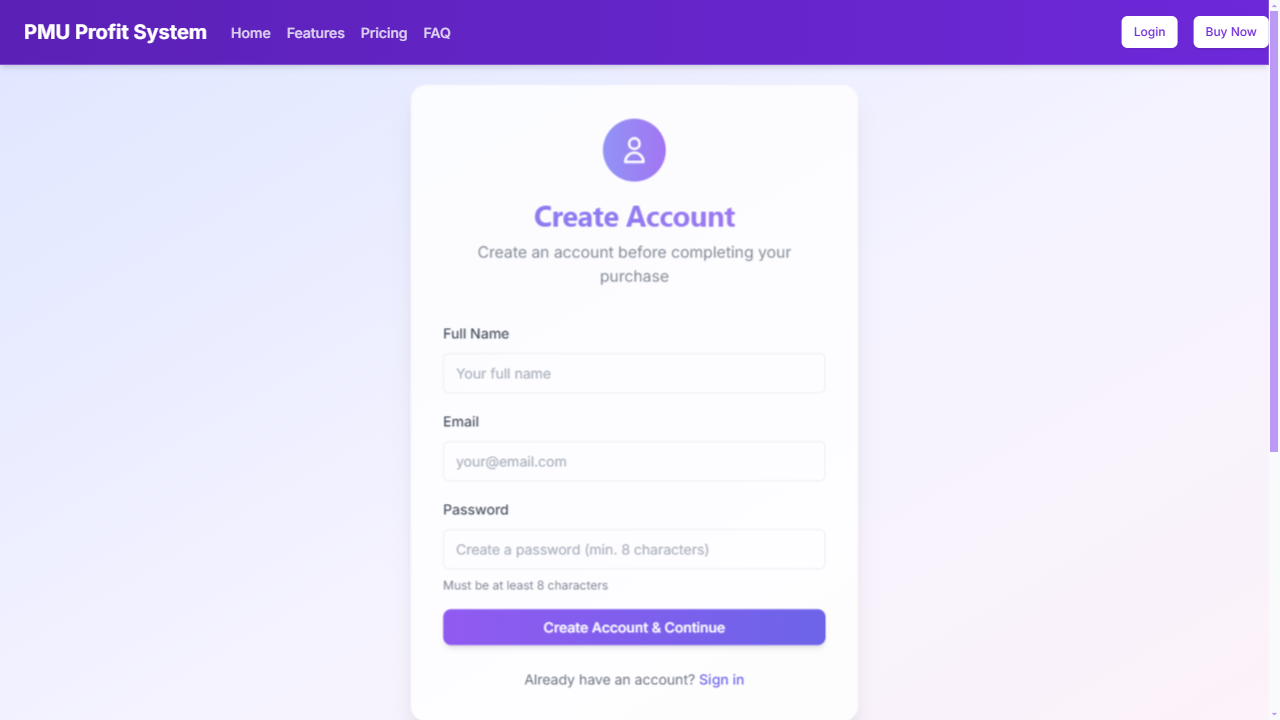 PMU Profit System
Home
Features
Pricing
FAQ
Login
Buy Now
Create Account
Create an account before completing your
purchase
Full Name
Your full name
Email
your@email.com
Password
Create a password (min. 8 characters)
Must be at least 8 characters
Create Account & Continue
Already have an account? Sign in